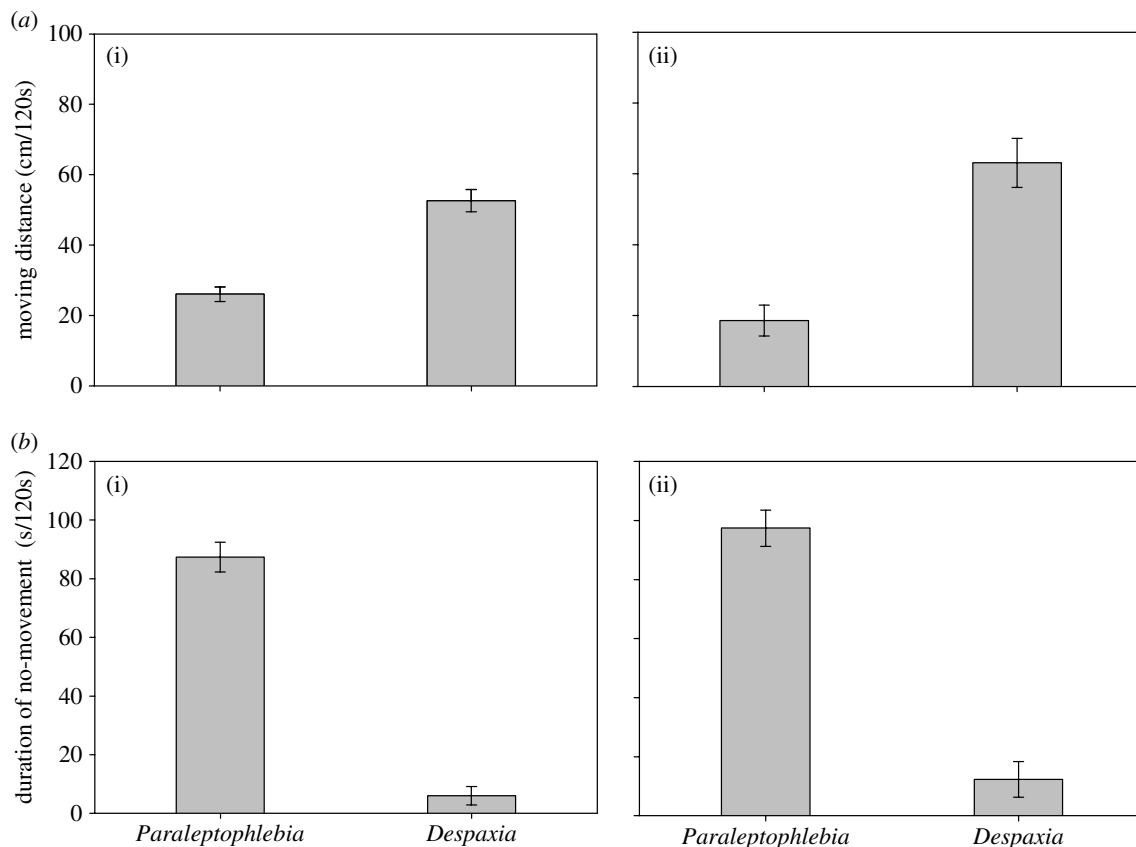 (a)
100
80
60
40
20
0
moving distance (cm/120s)
(i)
(ii)
(b)
120
100
80
60
40
20
0
duration of no-movement (s/120s)
(i)
(ii)
Paraleptophlebia Despaxia
Paraleptophlebia Despaxia